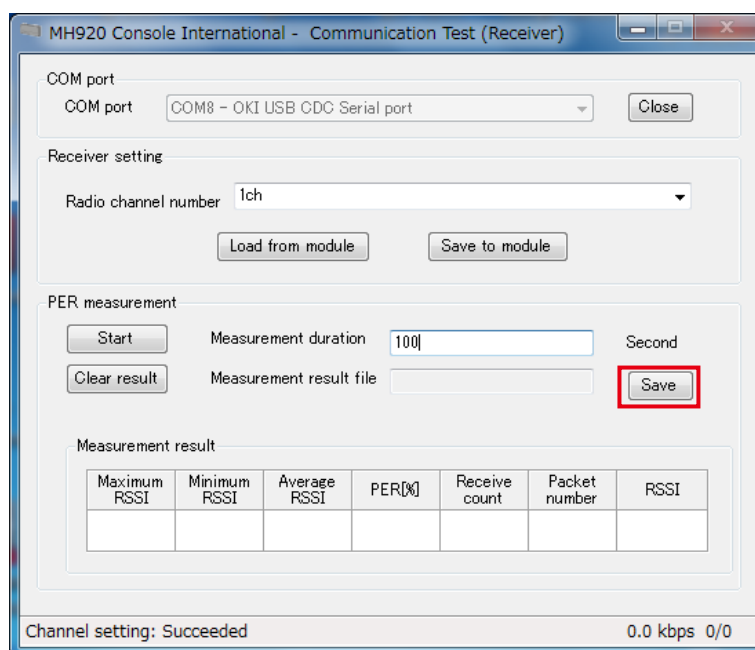 MH920 Console International - Communication Test (Receiver)
COM port
COM port COM8 - OKI USB CDC Serial port Close
Receiver setting
Radio channel number 1ch
Load from module Save to module
PER measurement
Start Measurement duration 100 Second
Clear result Measurement result file Save
Measurement result
Maximum RSSI Minimum RSSI Average RSSI PER[%] Receive count Packet number RSSI
Channel setting: Succeeded 0.0 kbps 0/0